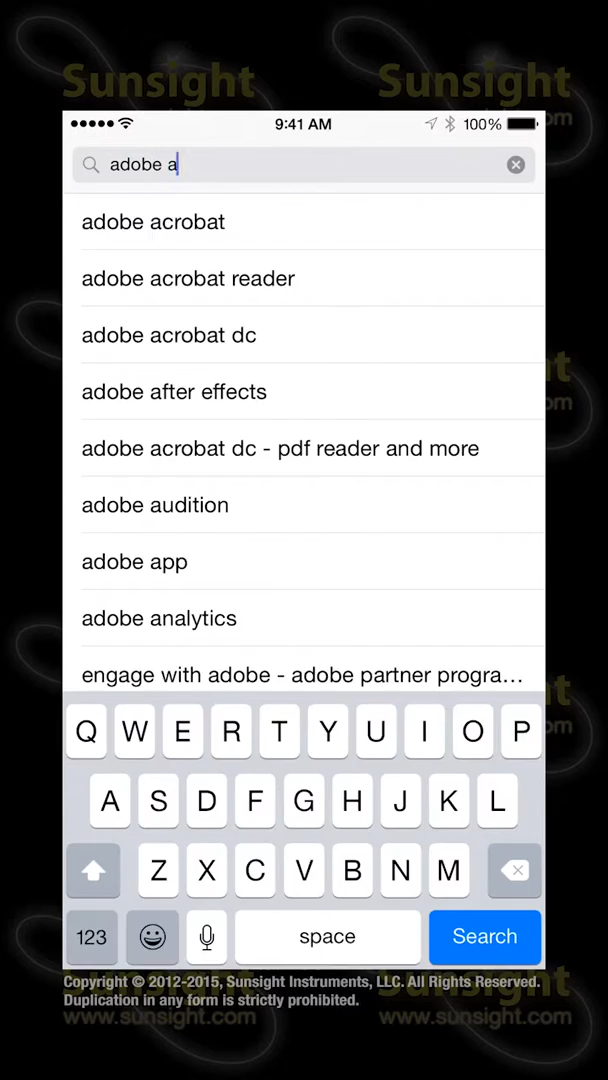 Sunsight Sunsight
9:41 AM 100%
adobe a
adobe acrobat
adobe acrobat reader
adobe acrobat dc
adobe after effects
adobe acrobat dc - pdf reader and more
adobe audition
adobe app
adobe analytics
engage with adobe - adobe partner progra...
Q W E R T Y U I O P
A S D F G H J K L
Z X C V B N M
123 space Search
Copyright © 2012-2015, Sunsight Instruments, LLC. All Rights Reserved.
Duplication in any form is strictly prohibited.
www.sunsight.com www.sunsight.com